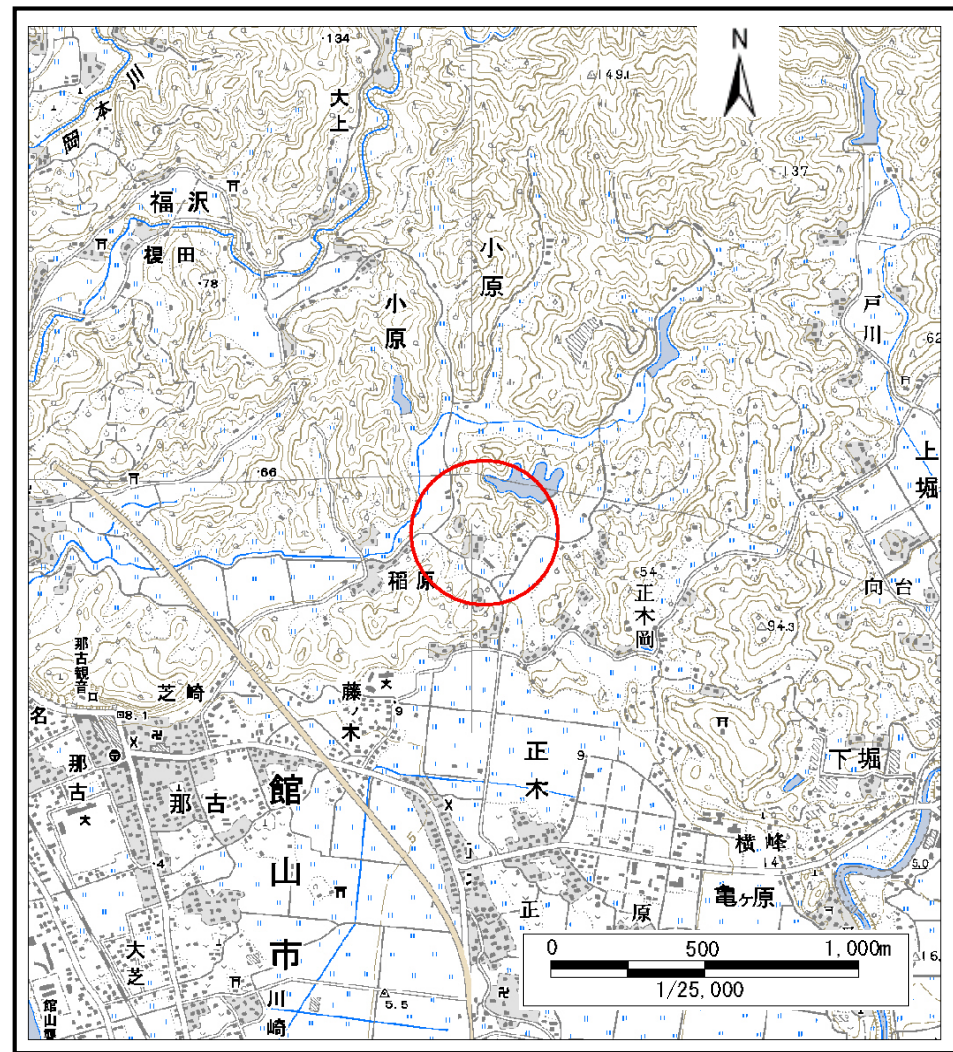 N
·134
大上
△149.1
岡本川
137
福沢
榎田
·78
小原
小原
戸川
62
上堀
·66
稲原
54
正木岡
向台
△94.3
那古観音
芝崎
8.1
名
藤ノ木
9
那古
那古
館山市
正木
9
下堀
横峰
14
·4
亀ヶ原
9.0
正
原
大芝
川崎
5
△5.5
館山
0 500 1,000m
1/25,000